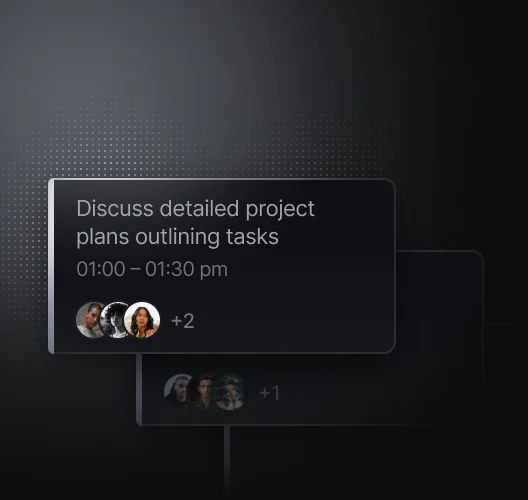 Discuss detailed project
plans outlining tasks
01:00 – 01:30 pm
+2
+1